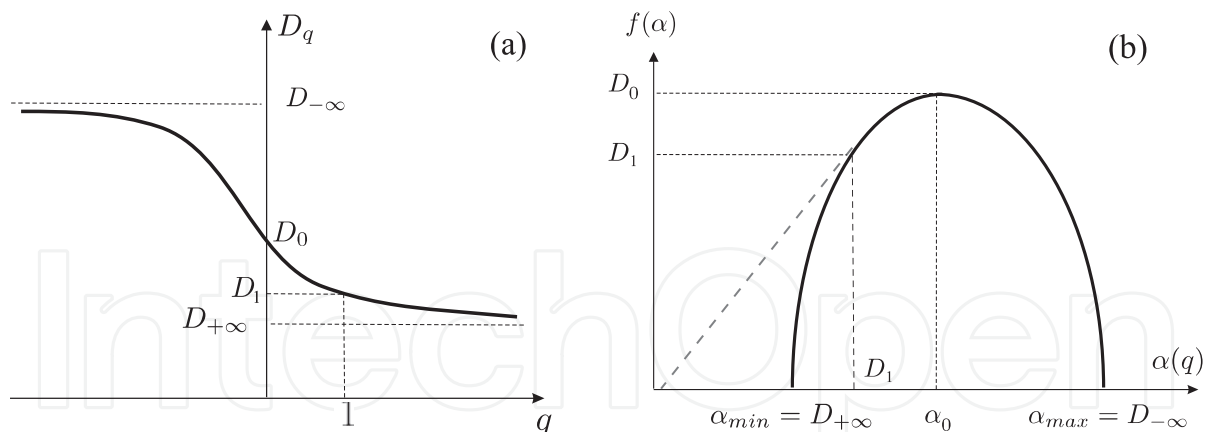 D_q
(a)
D_{-∞}
D_0
D_1
D_{+∞}
1
q
f(α)
(b)
D_0
D_1
D_1
α(q)
α_{min} = D_{+∞}
α_0
α_{max} = D_{-∞}
IntechOpen